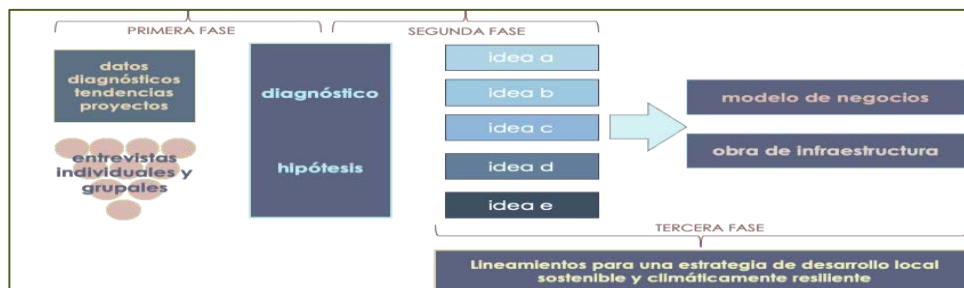 PRIMERA FASE
SEGUNDA FASE
datos
diagnósticos
tendencias
proyectos
entrevistas
individuales y
grupales
diagnóstico
hipótesis
idea a
idea b
idea c
idea d
idea e
modelo de negocios
obra de infraestructura
TERCERA FASE
Lineamientos para una estrategia de desarrollo local
sostenible y climáticamente resiliente